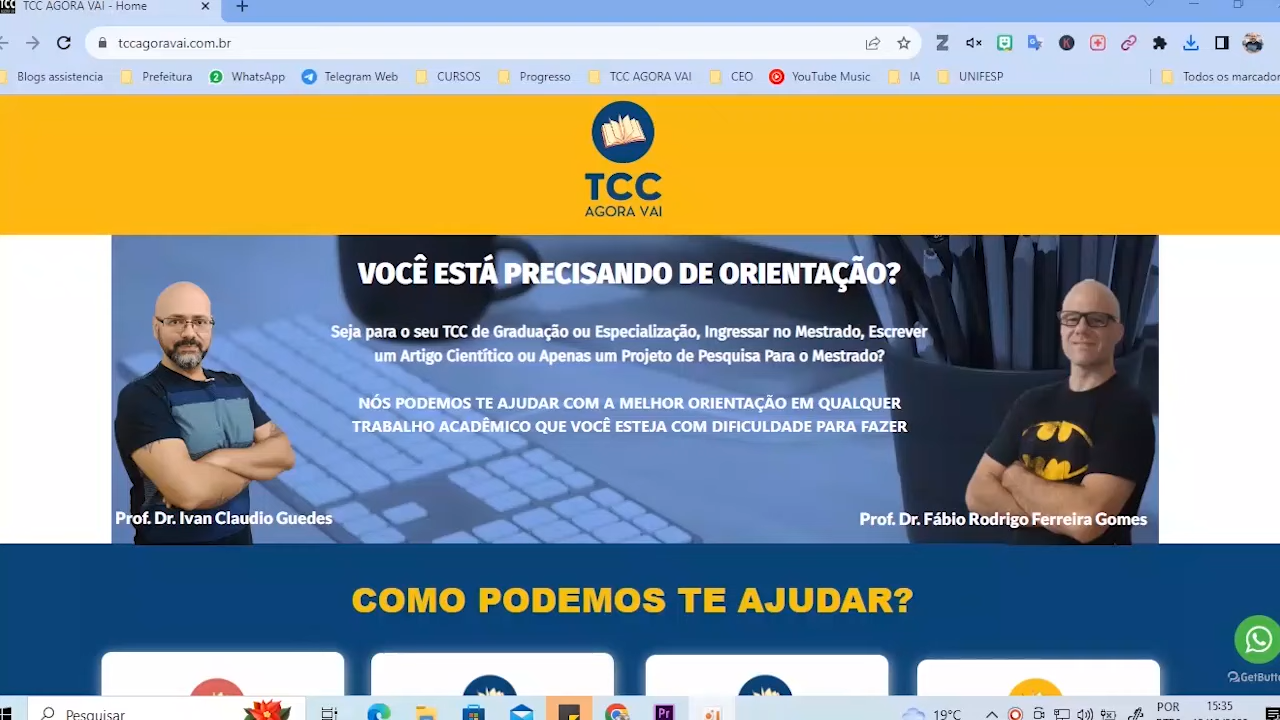 TCC AGORA VAI - Home
tccagoravai.com.br
Blogs assistencia
Prefeitura
WhatsApp
Telegram Web
CURSOS
Progresso
TCC AGORA VAI
CEO
YouTube Music
IA
UNIFESP
Todos os marcador
TCC
AGORA VAI
VOCÊ ESTÁ PRECISANDO DE ORIENTAÇÃO?
Seja para o seu TCC de Graduação ou Especialização, Ingressar no Mestrado, Escrever
um Artigo Científico ou Apenas um Projeto de Pesquisa Para o Mestrado?
NÓS PODEMOS TE AJUDAR COM A MELHOR ORIENTAÇÃO EM QUALQUER
TRABALHO ACADÊMICO QUE VOCÊ ESTEJA COM DIFICULDADE PARA FAZER
Prof. Dr. Ivan Claudio Guedes
Prof. Dr. Fábio Rodrigo Ferreira Gomes
COMO PODEMOS TE AJUDAR?
GetButto
Pesquisar
Pr
19°C
POR
15:35